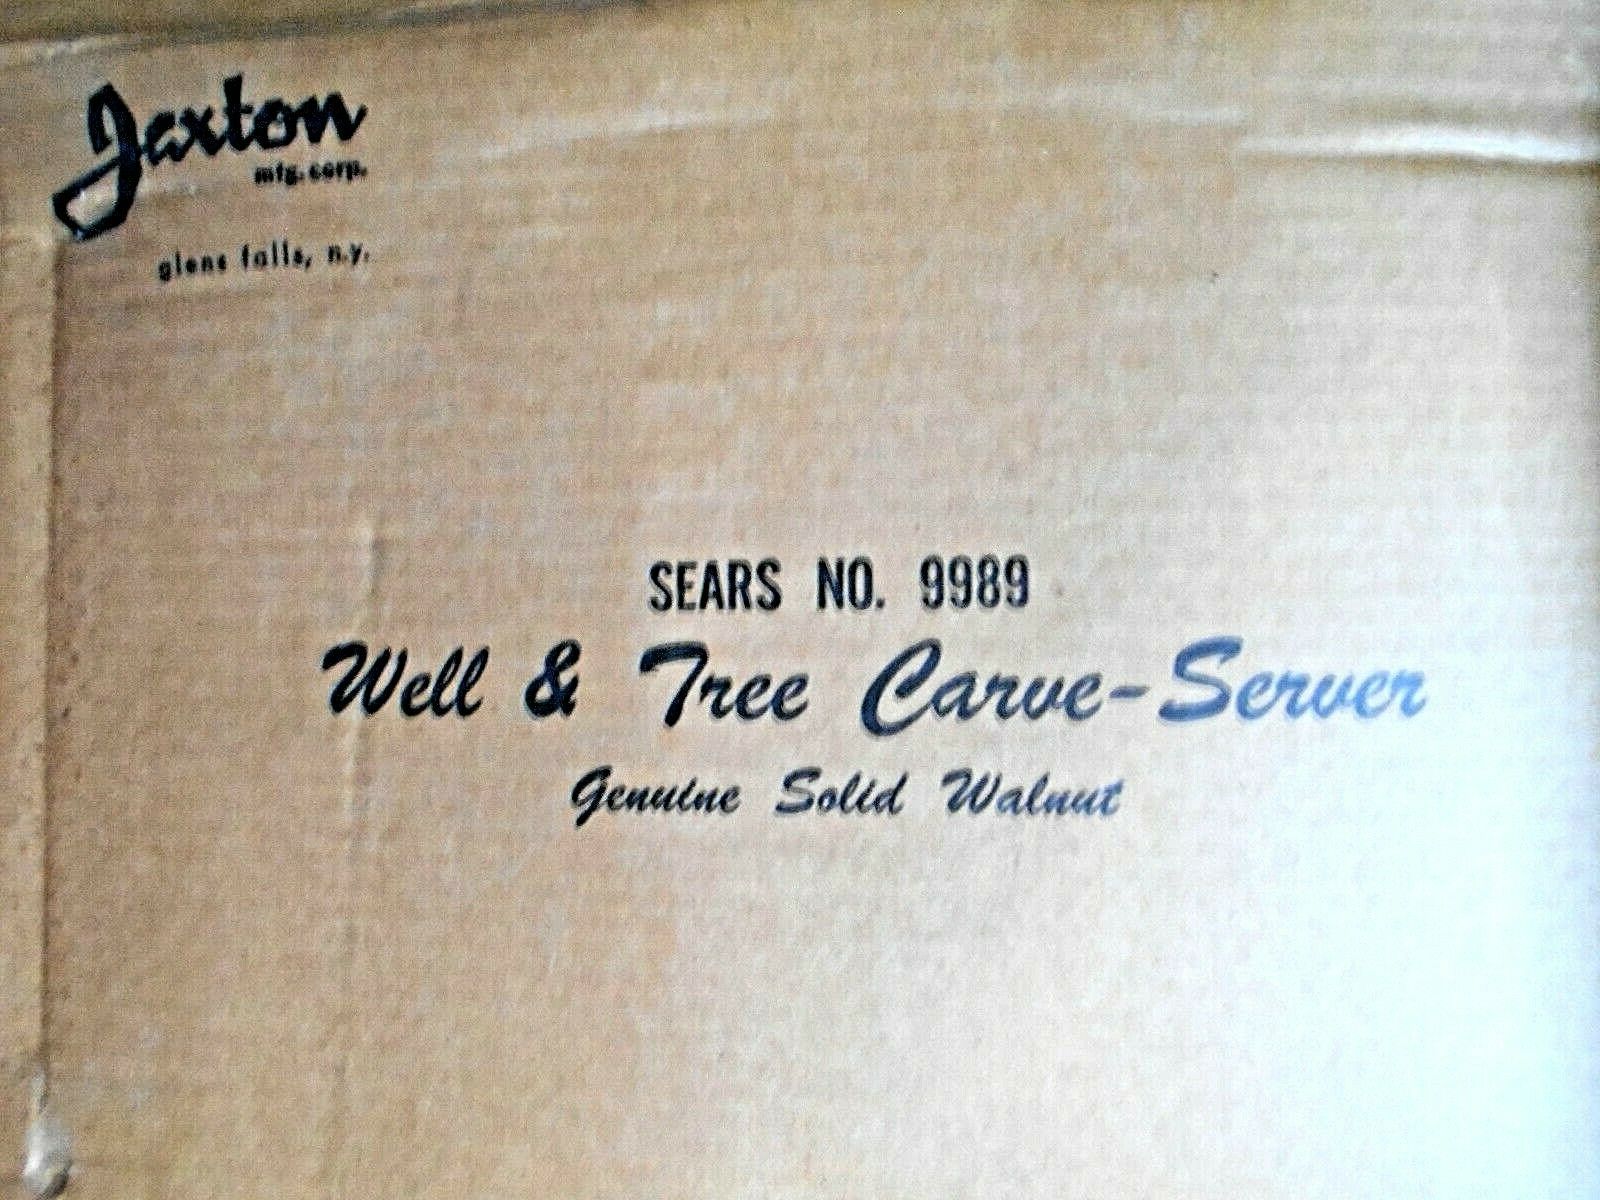 Jaxton
mfg. corp.
glens falls, n.y.
SEARS NO. 9989
Well & Tree Carve-Server
Genuine Solid Walnut